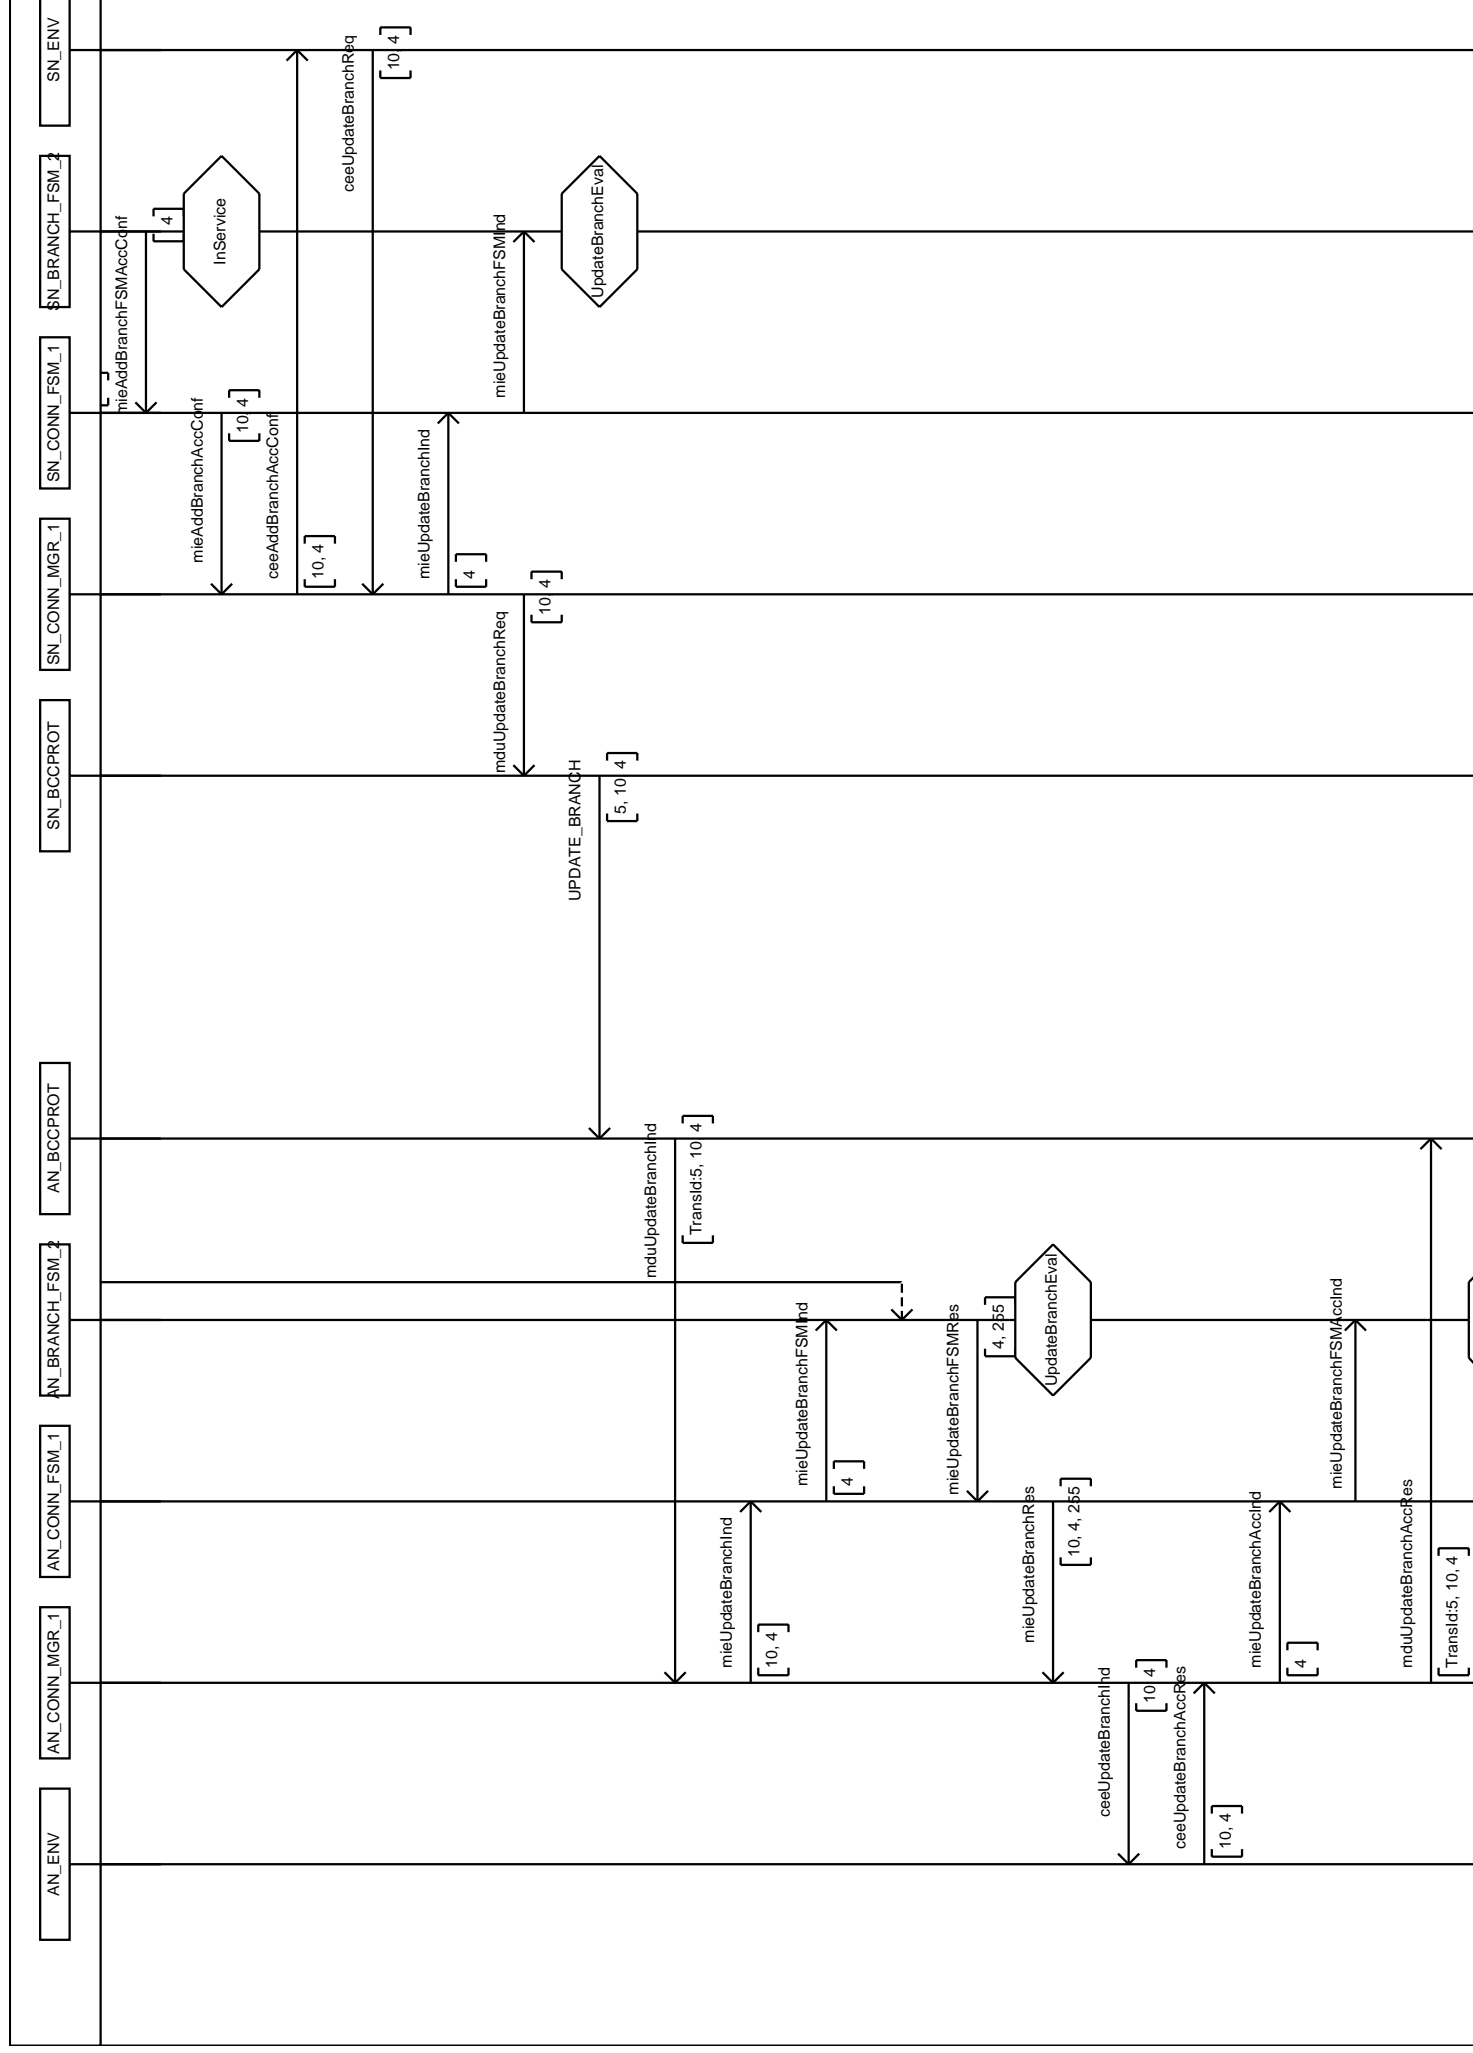 AN_ENV
AN_CONN_MGR_1
AN_CONN_FSM_1
AN_BRANCH_FSM_2
AN_BCCPROT
SN_BCCPROT
SN_CONN_MGR_1
SN_CONN_FSM_1
SN_BRANCH_FSM_2
SN_ENV
mieAddBranchFSMAccConf
4
InService
mieAddBranchAccConf
10, 4
ceeAddBranchAccConf
10, 4
ceeUpdateBranchReq
10, 4
mieUpdateBranchInd
4
mduUpdateBranchReq
10, 4
mieUpdateBranchFSMInd
UPDATE_BRANCH
5, 10, 4
UpdateBranchEval
mduUpdateBranchInd
TransId:5, 10, 4
mieUpdateBranchInd
10, 4
mieUpdateBranchFSMInd
4
mieUpdateBranchFSMRes
4, 255
mieUpdateBranchRes
10, 4, 255
UpdateBranchEval
ceeUpdateBranchInd
10, 4
ceeUpdateBranchAccRes
10, 4
mieUpdateBranchAccInd
4
mieUpdateBranchFSMAccInd
mduUpdateBranchAccRes
TransId:5, 10, 4